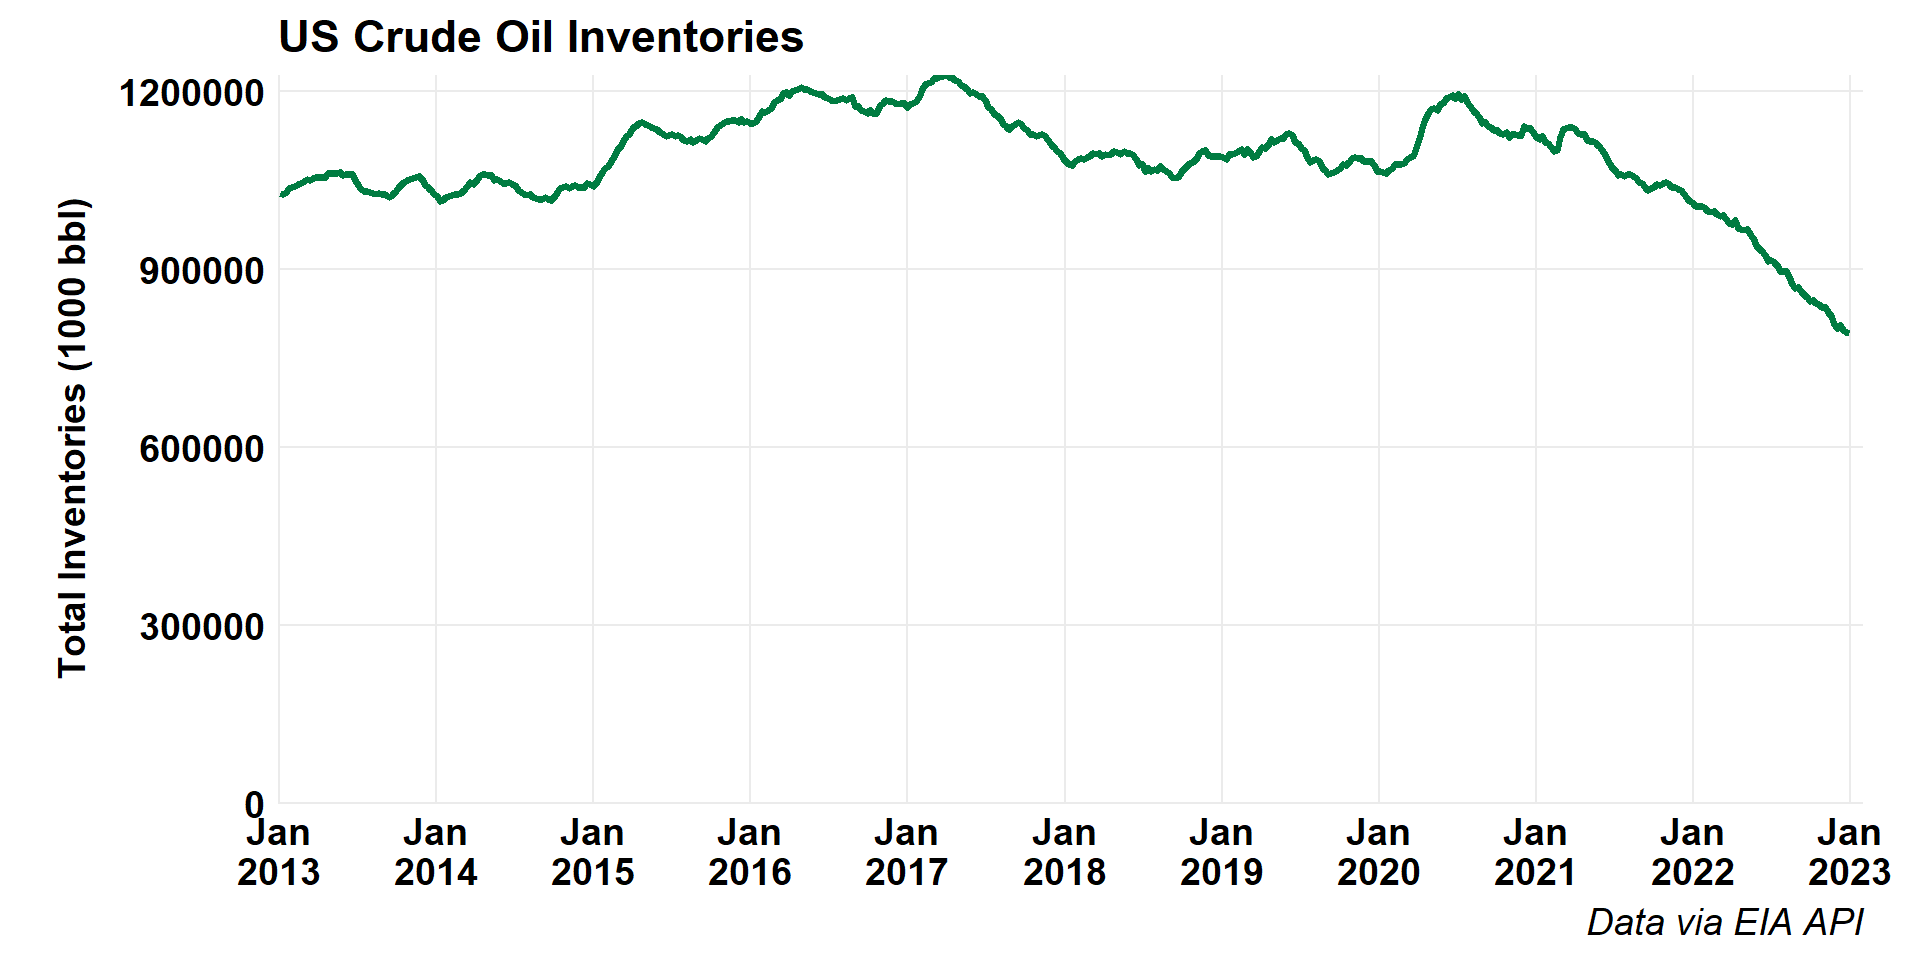 US Crude Oil Inventories
Total Inventories (1000 bbl)
1200000
900000
600000
300000
0
Jan Jan Jan Jan Jan Jan Jan Jan Jan Jan Jan
2013 2014 2015 2016 2017 2018 2019 2020 2021 2022 2023
Data via EIA API